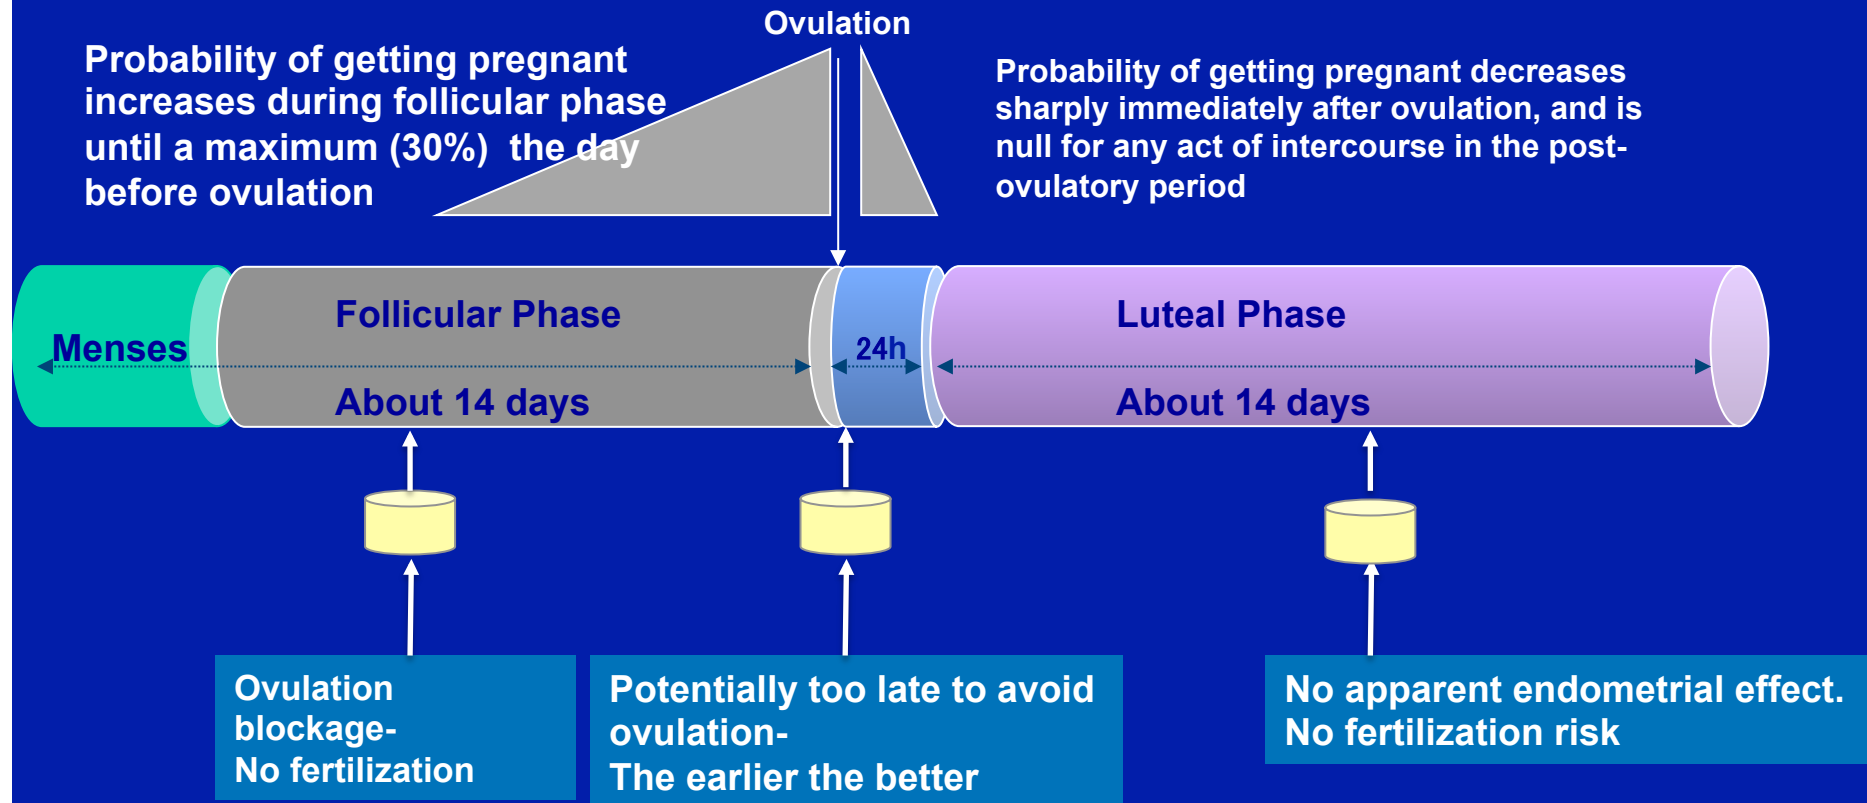 Ovulation
Probability of getting pregnant
increases during follicular phase
until a maximum (30%)  the day
before ovulation
Probability of getting pregnant decreases
sharply immediately after ovulation, and is
null for any act of intercourse in the post-
ovulatory period
Menses
Follicular Phase
About 14 days
24h
Luteal Phase
About 14 days
Ovulation
blockage-
No fertilization
Potentially too late to avoid
ovulation-
The earlier the better
No apparent endometrial effect.
No fertilization risk